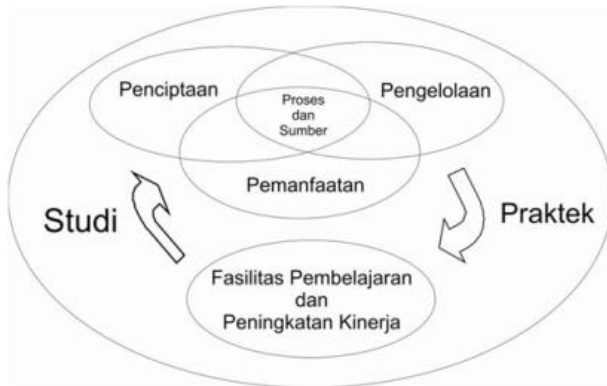 Penciptaan
Pengelolaan
Proses
dan
Sumber
Pemanfaatan
Studi
Praktek
Fasilitas Pembelajaran
dan
Peningkatan Kinerja